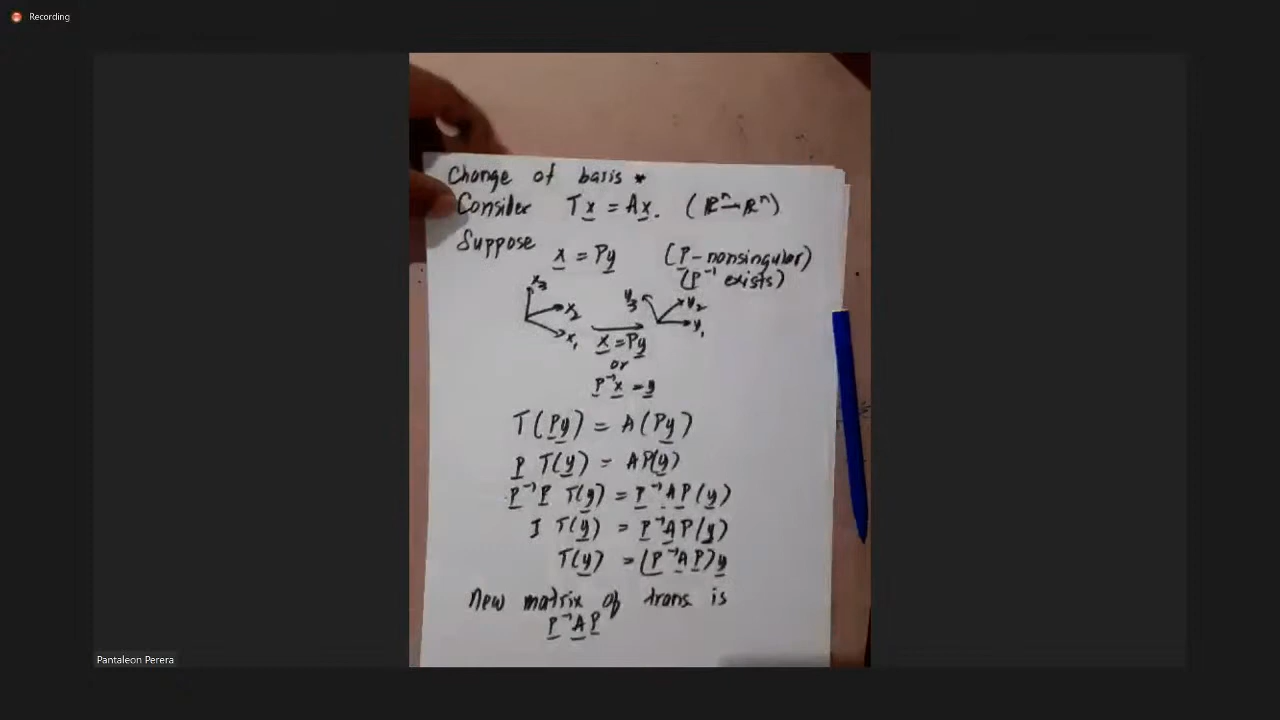 Recording
Change of basis *
Consider Tx = Ax. (ℝⁿ → ℝⁿ)
Suppose x = Py (P - nonsingular)
(P⁻¹ exists)
x₃ x₂ x₁ y₃ y₂ y₁
x = Py
or
P⁻¹x = y
T(Py) = A(Py)
P T(y) = AP(y)
P⁻¹P T(y) = P⁻¹AP(y)
I T(y) = P⁻¹AP(y)
T(y) = (P⁻¹AP)y
New matrix of trans is
P⁻¹AP
Pantaleon Perera